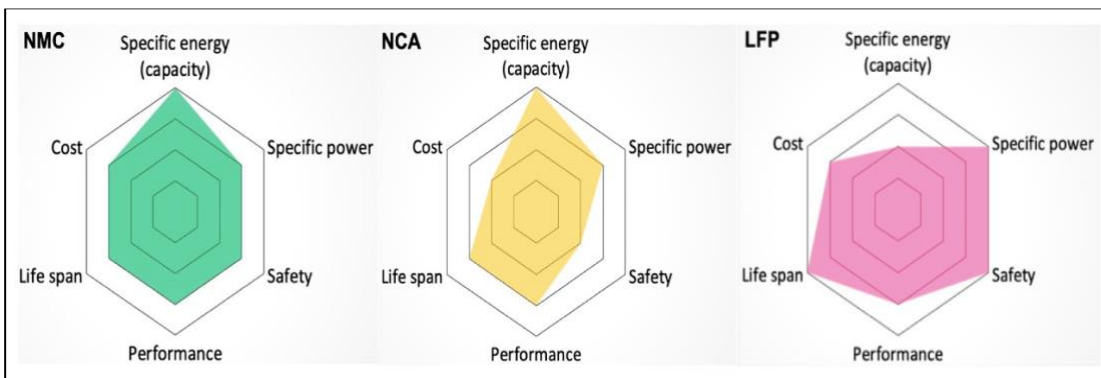 NMC
Specific energy
(capacity)
Cost
Specific power
Life span
Safety
Performance
NCA
Specific energy
(capacity)
Cost
Specific power
Life span
Safety
Performance
LFP
Specific energy
(capacity)
Cost
Specific power
Life span
Safety
Performance